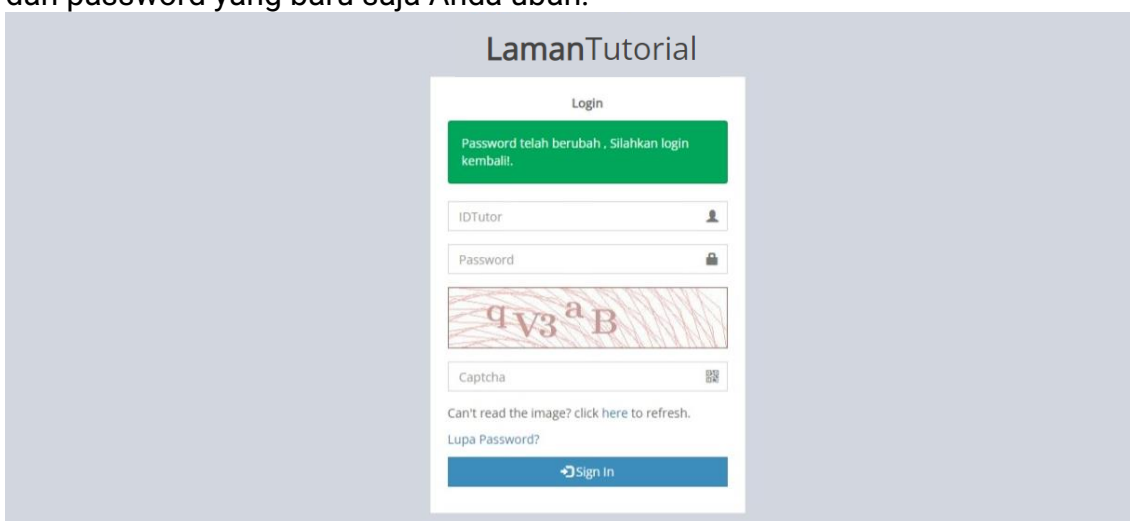 dan password yang baru saja Anda ubah.
LamanTutorial
Login
Password telah berubah , Silahkan login
kembali!.
IDTutor
Password
qV3aB
Captcha
Can't read the image? click here to refresh.
Lupa Password?
Sign In